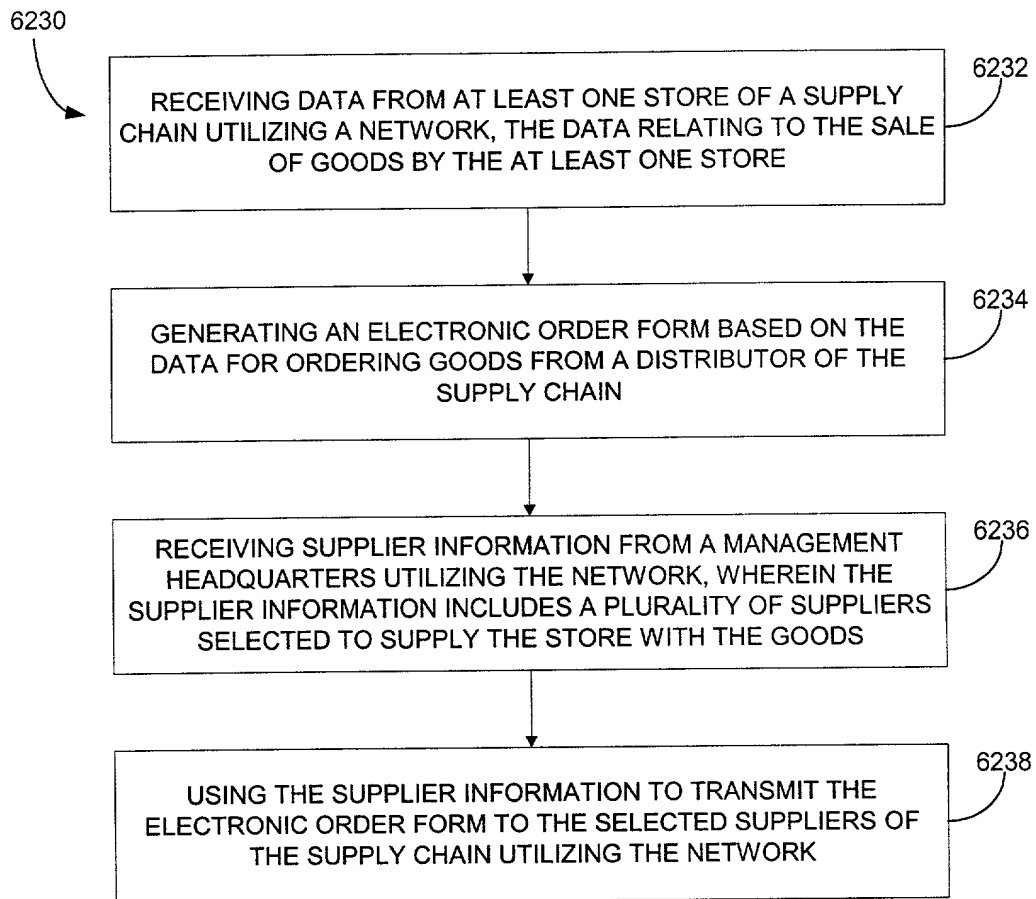 6230
6232
RECEIVING DATA FROM AT LEAST ONE STORE OF A SUPPLY
CHAIN UTILIZING A NETWORK, THE DATA RELATING TO THE SALE
OF GOODS BY THE AT LEAST ONE STORE
6234
GENERATING AN ELECTRONIC ORDER FORM BASED ON THE
DATA FOR ORDERING GOODS FROM A DISTRIBUTOR OF THE
SUPPLY CHAIN
6236
RECEIVING SUPPLIER INFORMATION FROM A MANAGEMENT
HEADQUARTERS UTILIZING THE NETWORK, WHEREIN THE
SUPPLIER INFORMATION INCLUDES A PLURALITY OF SUPPLIERS
SELECTED TO SUPPLY THE STORE WITH THE GOODS
6238
USING THE SUPPLIER INFORMATION TO TRANSMIT THE
ELECTRONIC ORDER FORM TO THE SELECTED SUPPLIERS OF
THE SUPPLY CHAIN UTILIZING THE NETWORK